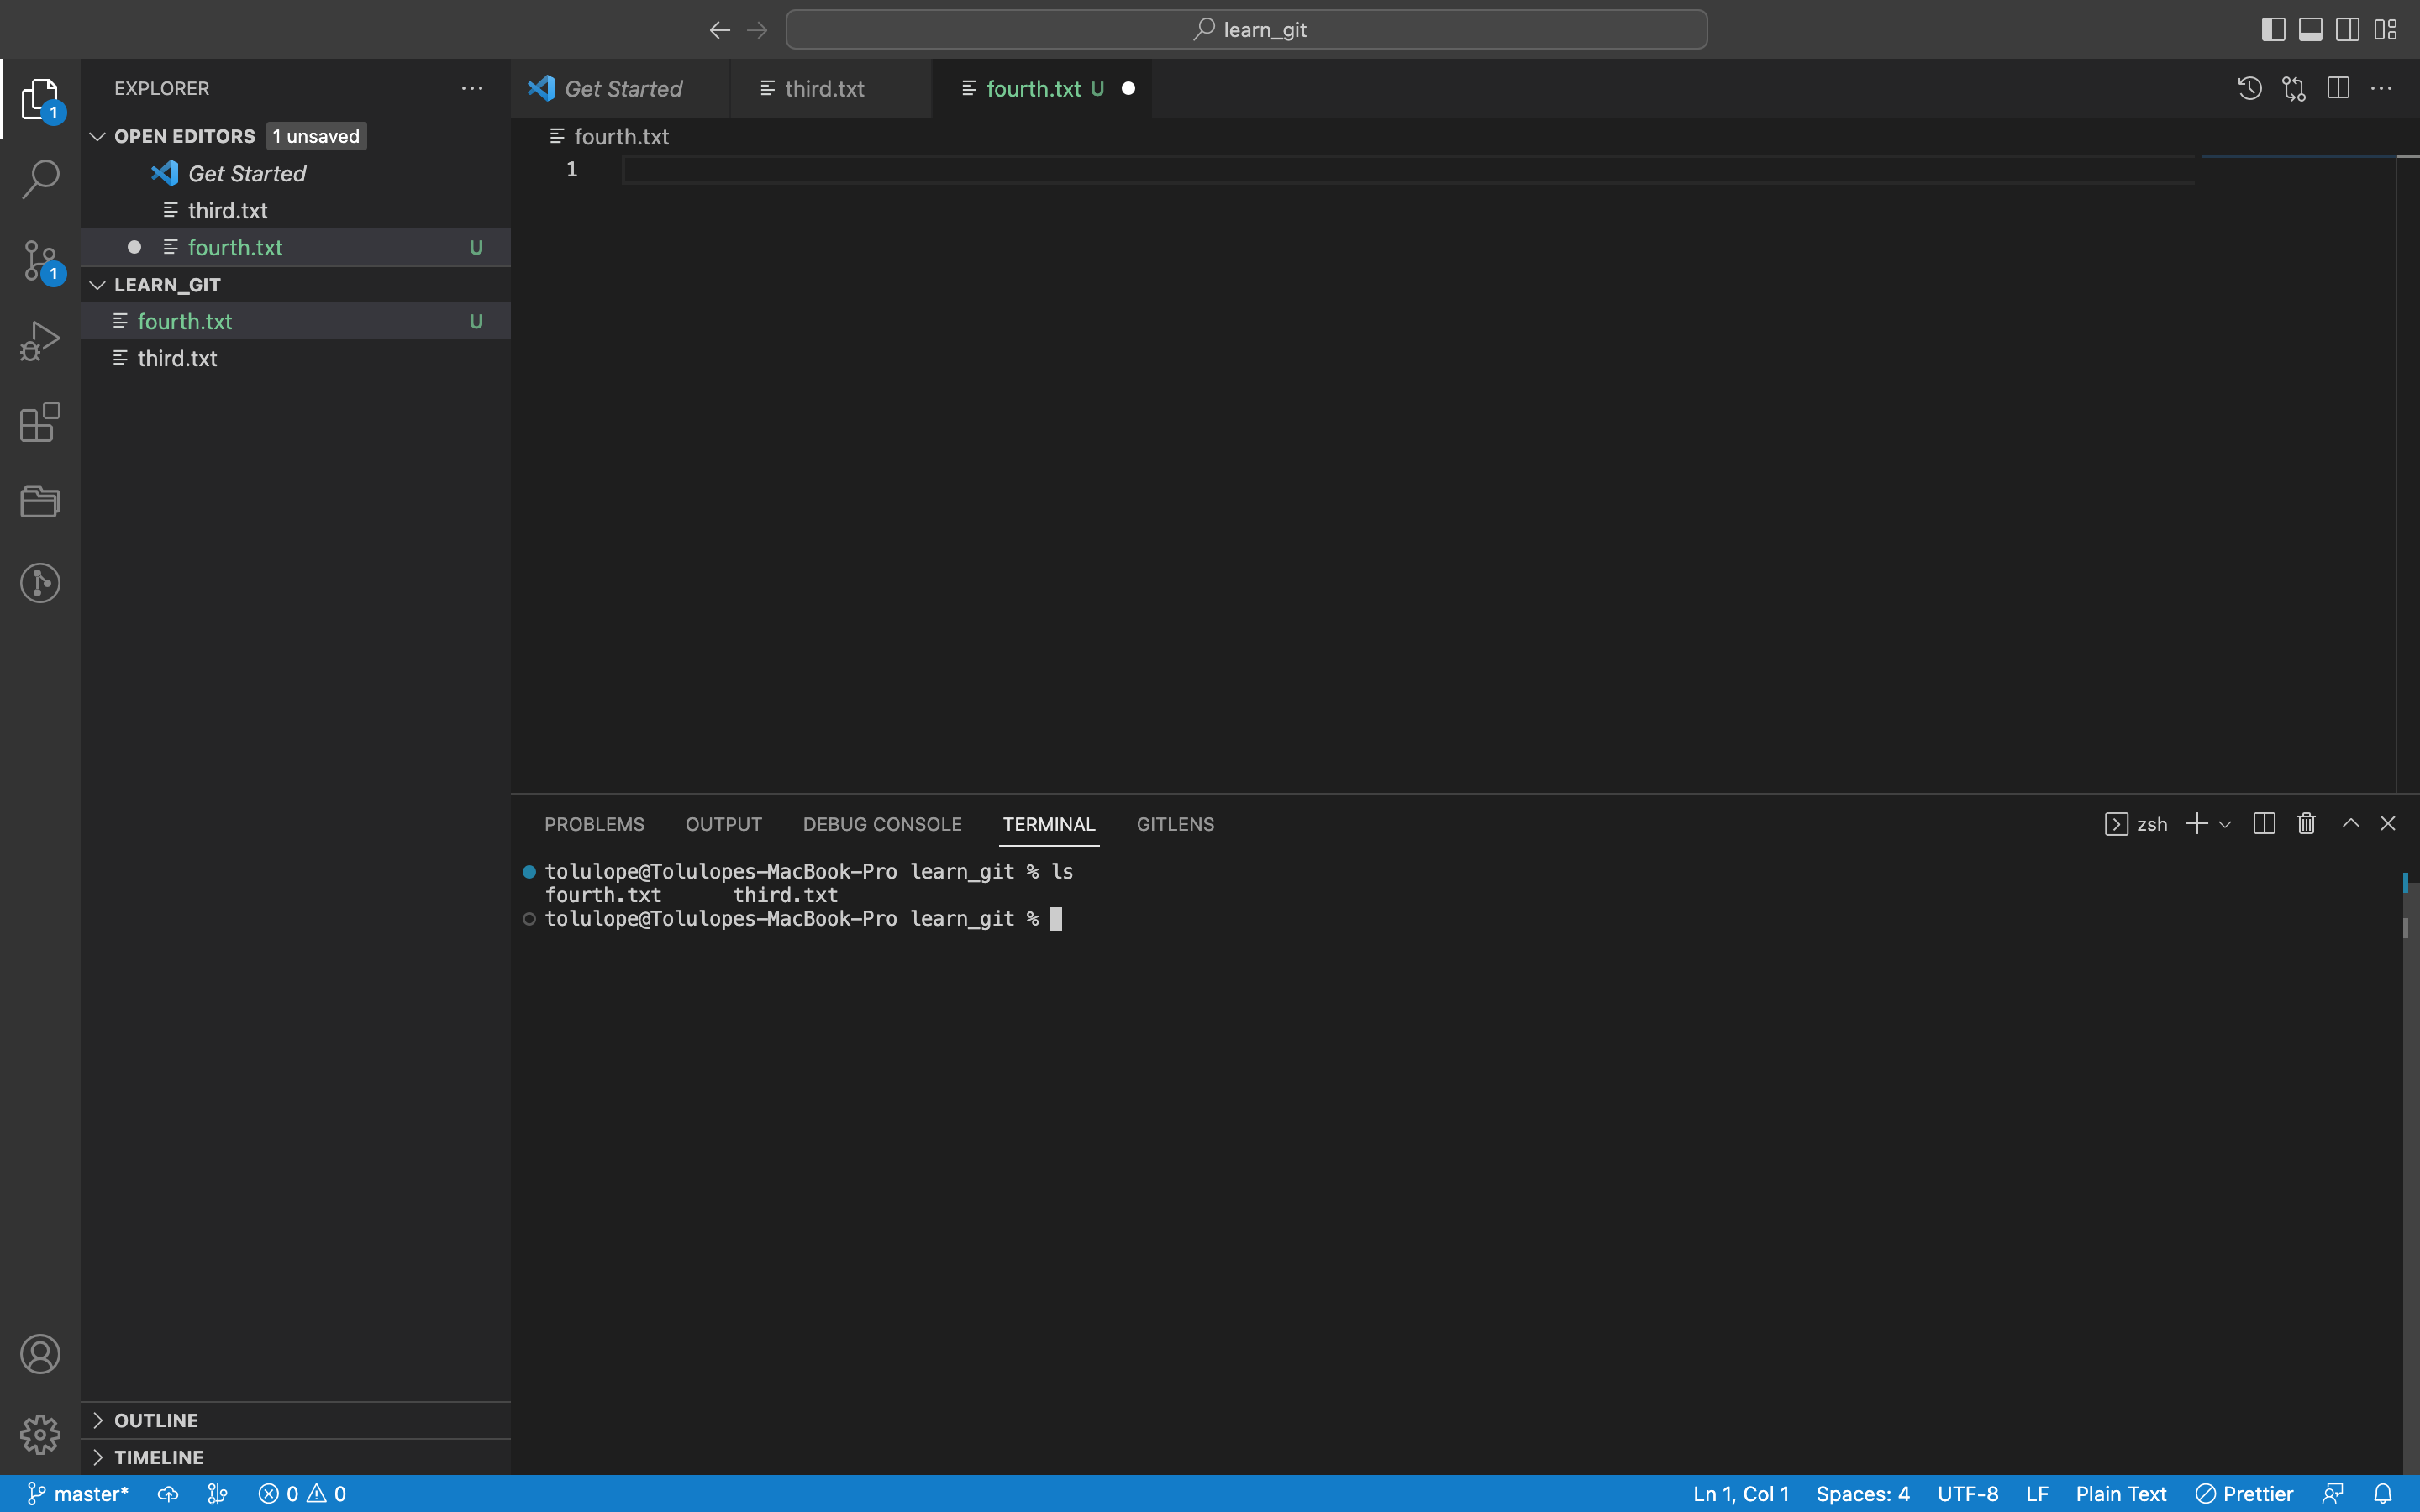 learn_git
EXPLORER
1
OPEN EDITORS 1 unsaved
Get Started
third.txt
fourth.txt U
1
LEARN_GIT
fourth.txt U
third.txt
OUTLINE
TIMELINE
Get Started third.txt fourth.txt U
fourth.txt
1
PROBLEMS OUTPUT DEBUG CONSOLE TERMINAL GITLENS
zsh
tolulope@Tolulopes-MacBook-Pro learn_git % ls
fourth.txt third.txt
tolulope@Tolulopes-MacBook-Pro learn_git %
master* 0 0 Ln 1, Col 1 Spaces: 4 UTF-8 LF Plain Text Prettier